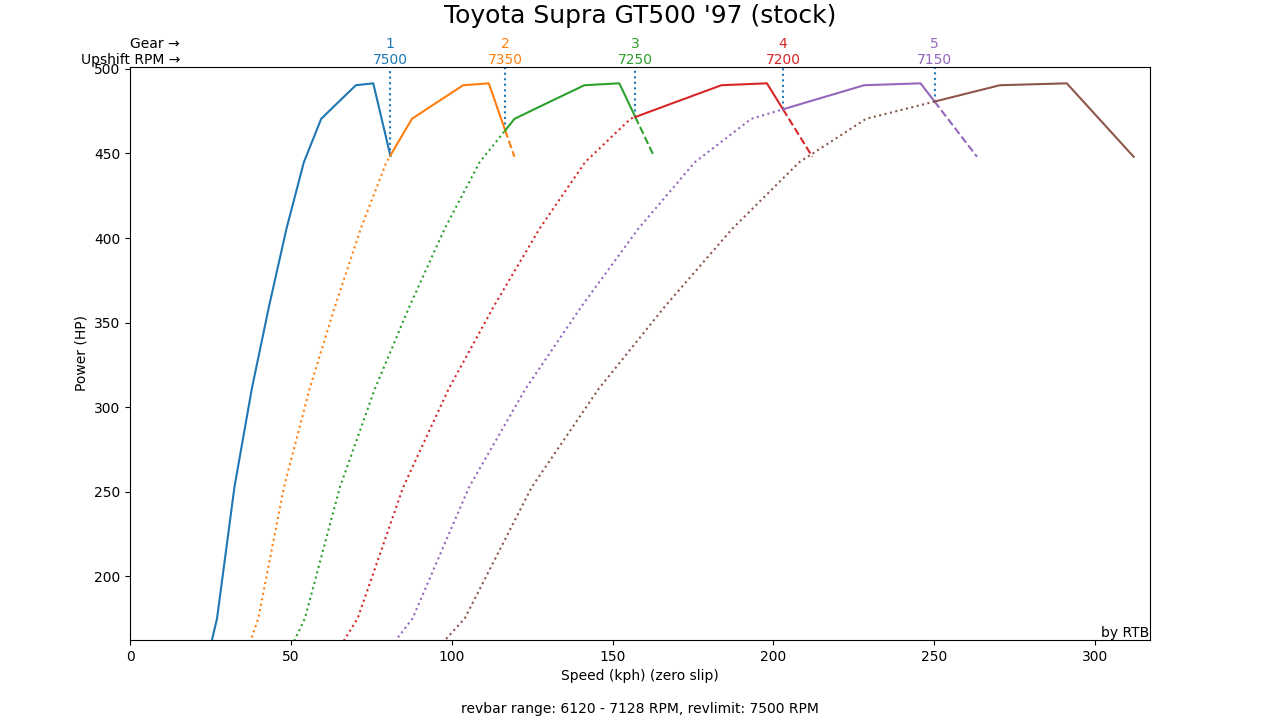 Toyota Supra GT500 '97 (stock)
Gear → 1 2 3 4 5
Upshift RPM → 7500 7350 7250 7200 7150
500
450
400
350
300
250
200
Power (HP)
by RTB
0 50 100 150 200 250 300
Speed (kph) (zero slip)
revbar range: 6120 - 7128 RPM, revlimit: 7500 RPM